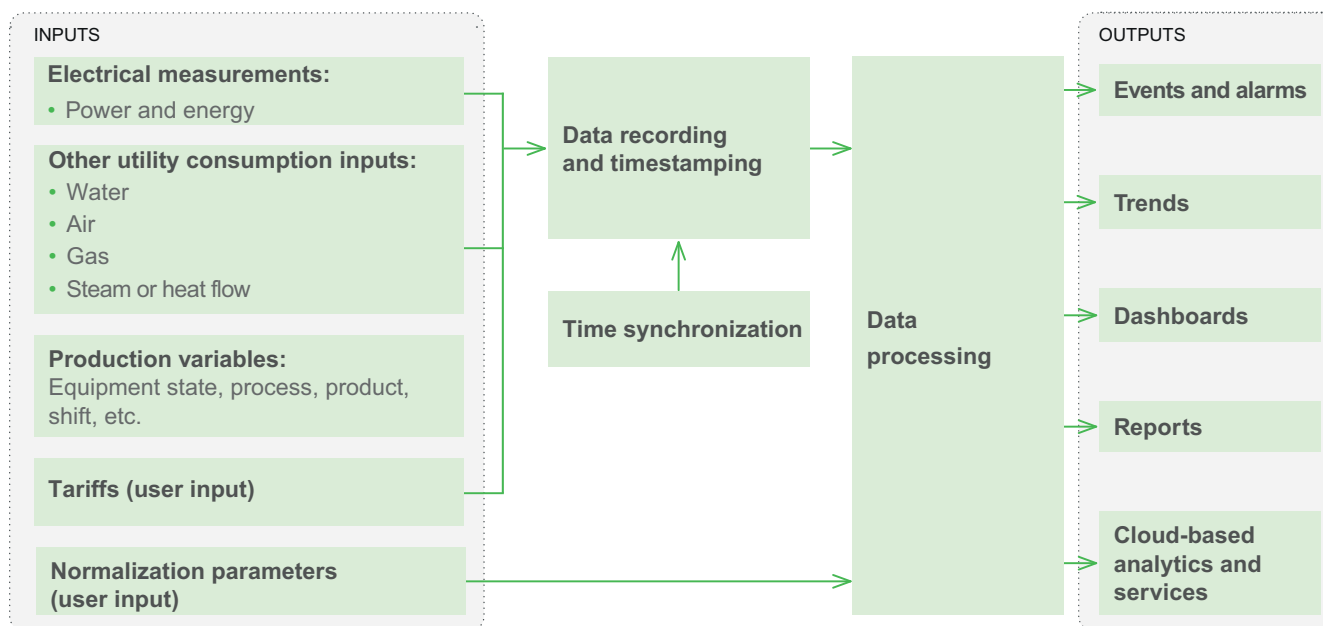 INPUTS
Electrical measurements:
• Power and energy
Other utility consumption inputs:
• Water
• Air
• Gas
• Steam or heat flow
Production variables:
Equipment state, process, product,
shift, etc.
Tariffs (user input)
Normalization parameters
(user input)
Data recording
and timestamping
Time synchronization
Data
processing
OUTPUTS
Events and alarms
Trends
Dashboards
Reports
Cloud-based
analytics and
services